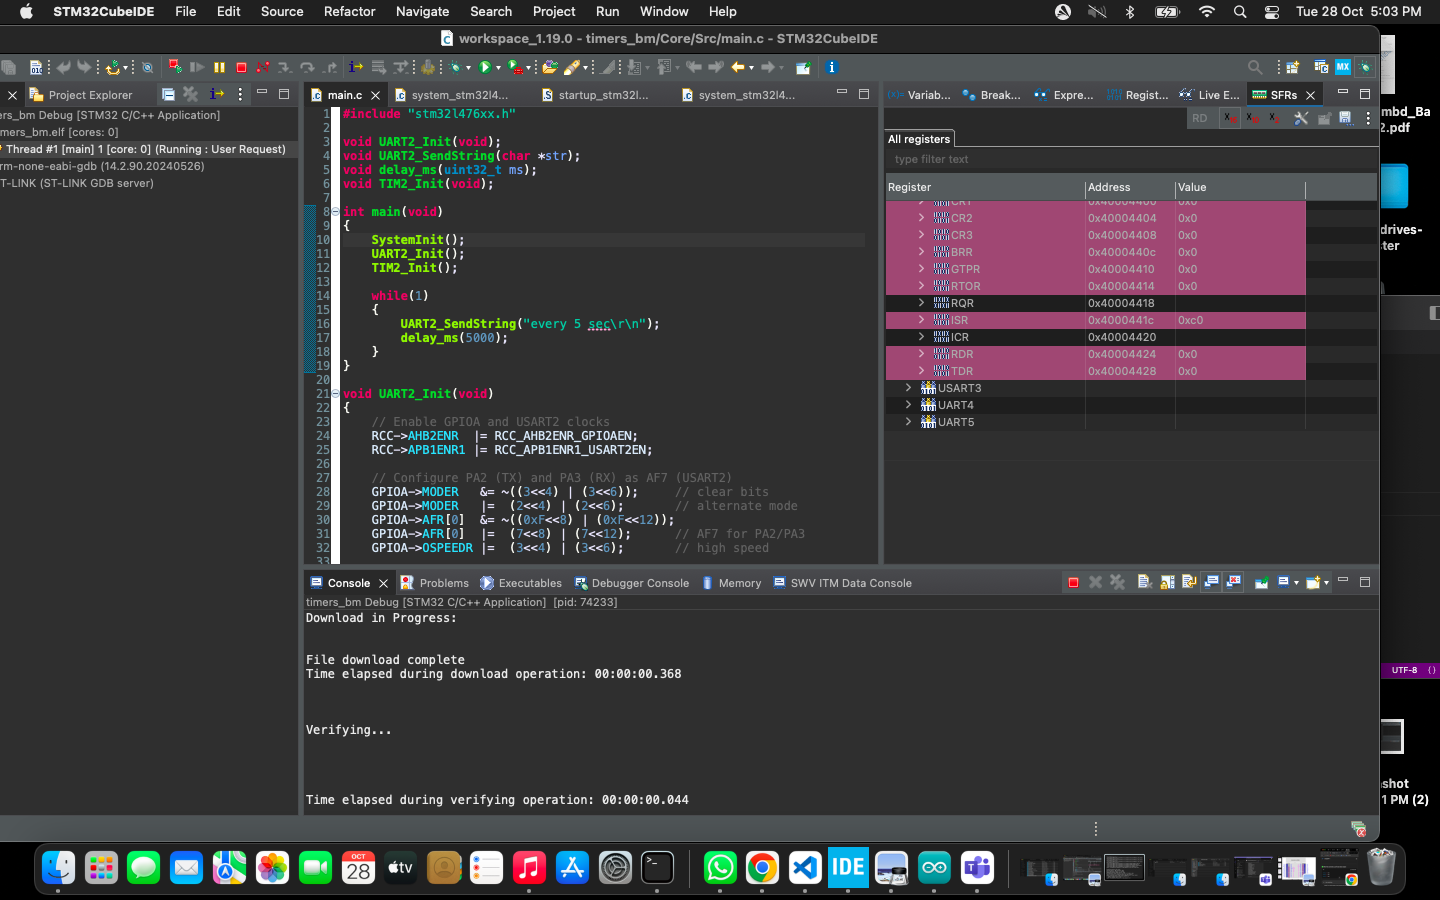 STM32CubeIDE File Edit Source Refactor Navigate Search Project Run Window Help Tue 28 Oct 5:03 PM
workspace_1.19.0 - timers_bm/Core/Src/main.c - STM32CubeIDE
Project Explorer
ers_bm Debug [STM32 C/C++ Application]
mers_bm.elf [cores: 0]
Thread #1 [main] 1 [core: 0] (Running : User Request)
rm-none-eabi-gdb (14.2.90.20240526)
T-LINK (ST-LINK GDB server)
main.c system_stm32l4... startup_stm32l... system_stm32l4...
1 #include "stm32l476xx.h"
2
3 void UART2_Init(void);
4 void UART2_SendString(char *str);
5 void delay_ms(uint32_t ms);
6 void TIM2_Init(void);
7
8 int main(void)
9 {
10 SystemInit();
11 UART2_Init();
12 TIM2_Init();
13
14 while(1)
15 {
16 UART2_SendString("every 5 sec\r\n");
17 delay_ms(5000);
18 }
19 }
20
21 void UART2_Init(void)
22 {
23 // Enable GPIOA and USART2 clocks
24 RCC->AHB2ENR |= RCC_AHB2ENR_GPIOAEN;
25 RCC->APB1ENR1 |= RCC_APB1ENR1_USART2EN;
26
27 // Configure PA2 (TX) and PA3 (RX) as AF7 (USART2)
28 GPIOA->MODER &= ~((3<<4) | (3<<6)); // clear bits
29 GPIOA->MODER |= (2<<4) | (2<<6); // alternate mode
30 GPIOA->AFR[0] &= ~((0xF<<8) | (0xF<<12));
31 GPIOA->AFR[0] |= (7<<8) | (7<<12); // AF7 for PA2/PA3
32 GPIOA->OSPEEDR |= (3<<4) | (3<<6); // high speed
33
Variab... Break... Expre... Regist... Live E... SFRs
RD X₁₆ X₁₀ X₂
All registers
type filter text
Register Address Value
CR1 0x40004400 0x0
CR2 0x40004404 0x0
CR3 0x40004408 0x0
BRR 0x4000440c 0x0
GTPR 0x40004410 0x0
RTOR 0x40004414 0x0
RQR 0x40004418
ISR 0x4000441c 0xc0
ICR 0x40004420
RDR 0x40004424 0x0
TDR 0x40004428 0x0
USART3
UART4
UART5
Console Problems Executables Debugger Console Memory SWV ITM Data Console
timers_bm Debug [STM32 C/C++ Application] [pid: 74233]
Download in Progress:
File download complete
Time elapsed during download operation: 00:00:00.368
Verifying...
Time elapsed during verifying operation: 00:00:00.044
mbd_Ba
2.pdf
drives-
ter
UTF-8 ()
shot
1 PM (2)
OCT
28
tv
IDE